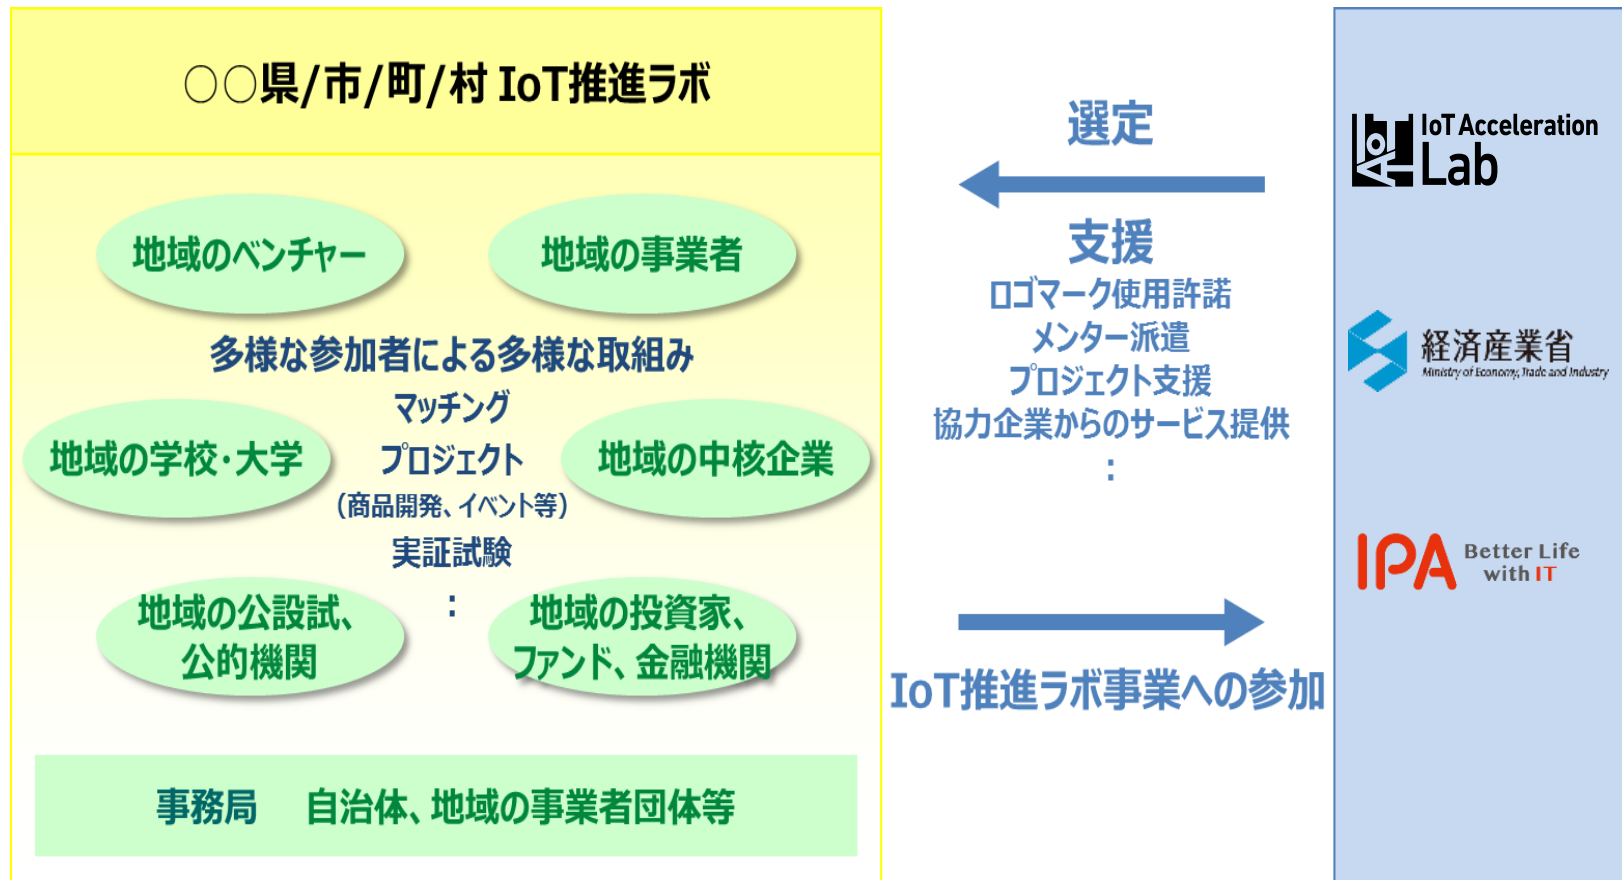 ○○県/市/町/村 IoT推進ラボ
地域のベンチャー
地域の事業者
多様な参加者による多様な取組み
マッチング
地域の学校・大学
プロジェクト
地域の中核企業
（商品開発、イベント等）
実証試験
：
地域の公設試、
公的機関
地域の投資家、
ファンド、金融機関
事務局 自治体、地域の事業者団体等
選定
支援
ロゴマーク使用許諾
メンター派遣
プロジェクト支援
協力企業からのサービス提供
：
IoT推進ラボ事業への参加
IoT
IoT Acceleration
Lab
経済産業省
Ministry of Economy, Trade and Industry
IPA
Better Life
with IT